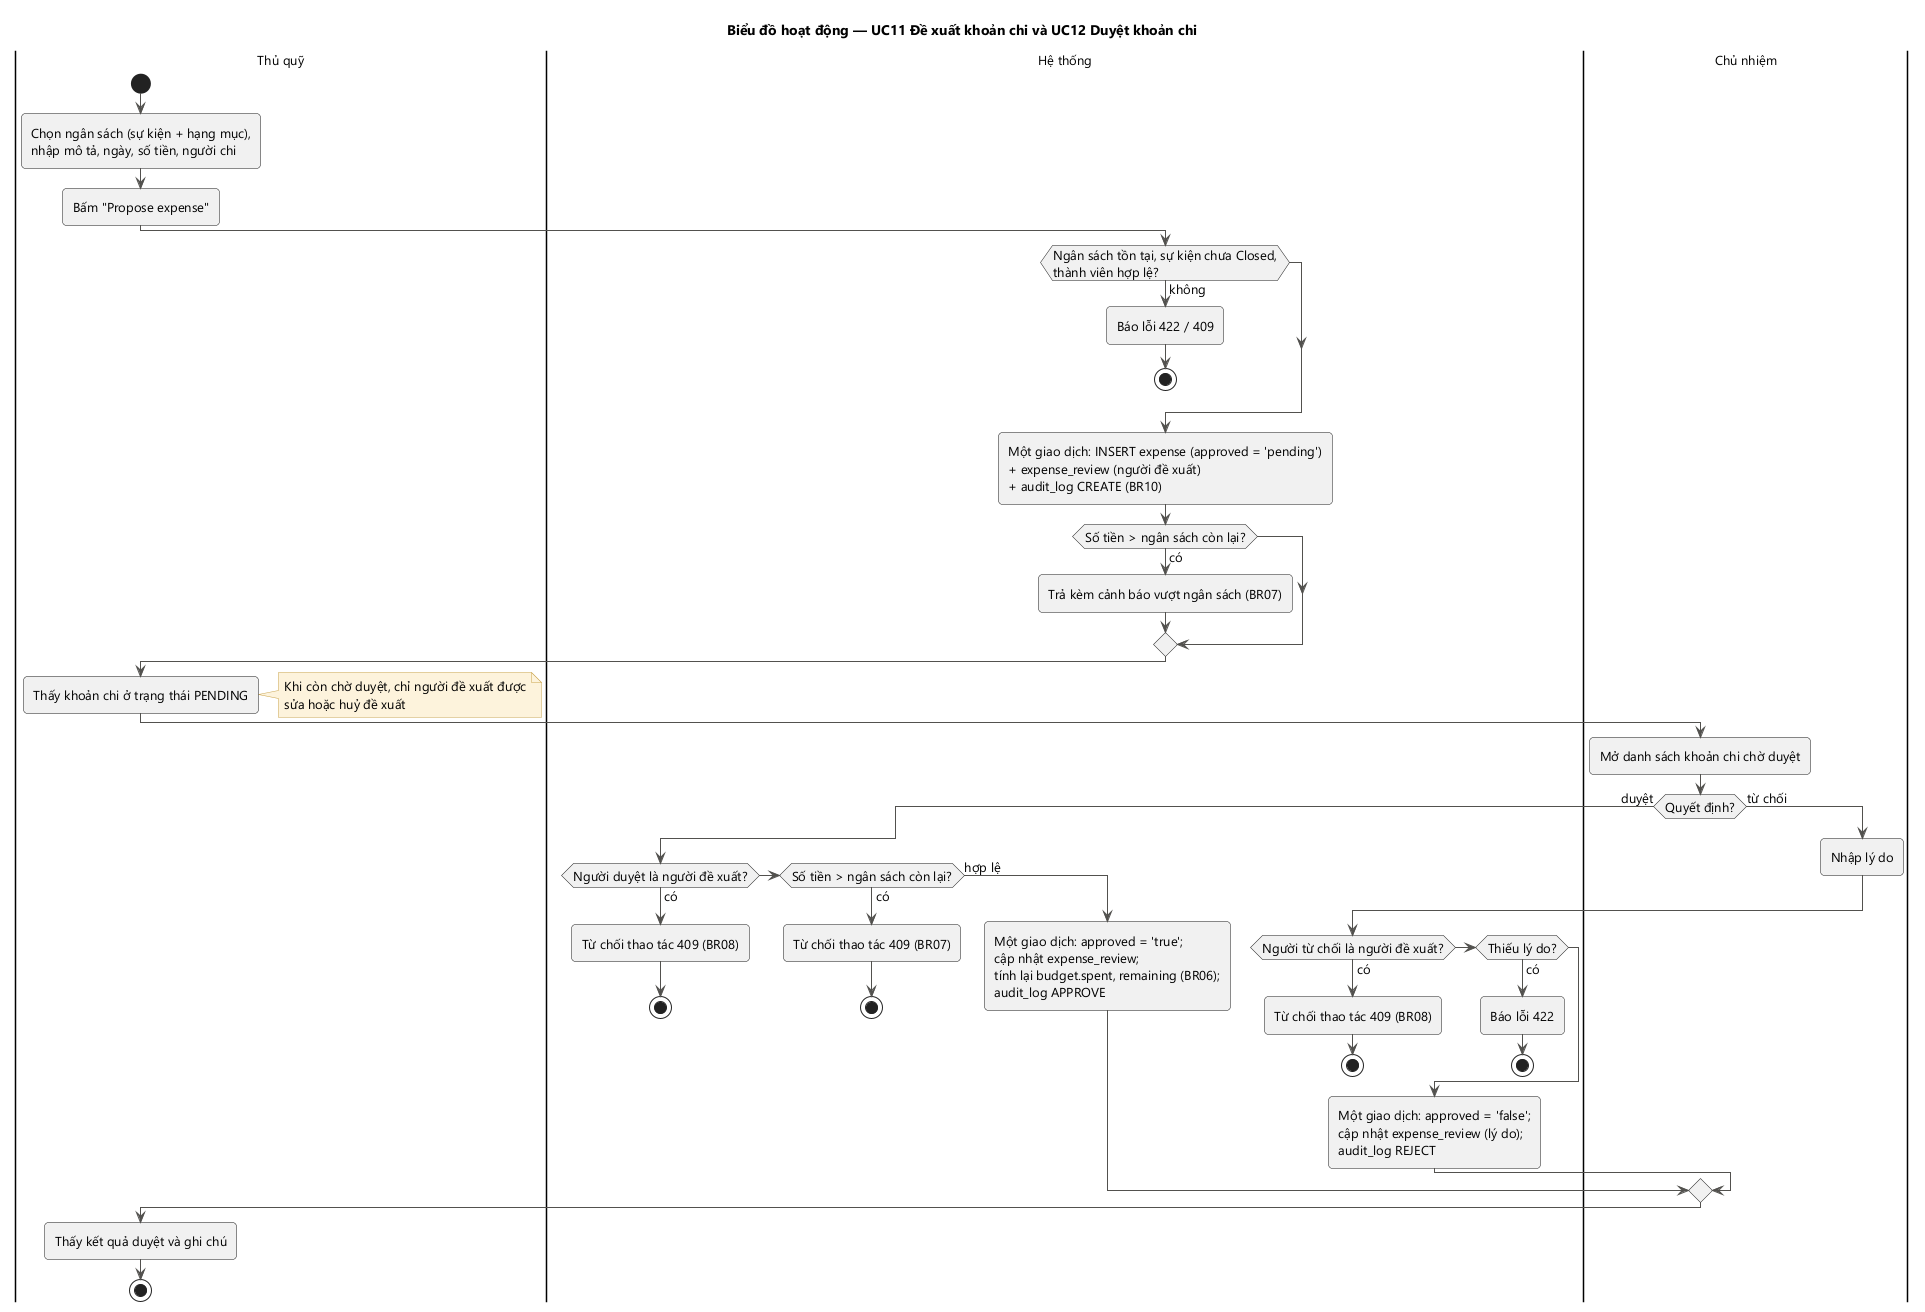 Biểu đồ hoạt động — UC11 Đề xuất khoản chi và UC12 Duyệt khoản chi
Thủ quỹ
Hệ thống
Chủ nhiệm
Chọn ngân sách (sự kiện + hạng mục),
nhập mô tả, ngày, số tiền, người chi
Bấm "Propose expense"
Ngân sách tồn tại, sự kiện chưa Closed,
thành viên hợp lệ?
không
Báo lỗi 422 / 409
Một giao dịch: INSERT expense (approved = 'pending')
+ expense_review (người đề xuất)
+ audit_log CREATE (BR10)
Số tiền > ngân sách còn lại?
có
Trả kèm cảnh báo vượt ngân sách (BR07)
Thấy khoản chi ở trạng thái PENDING
Khi còn chờ duyệt, chỉ người đề xuất được
sửa hoặc huỷ đề xuất
Mở danh sách khoản chi chờ duyệt
duyệt
Quyết định?
từ chối
Nhập lý do
Người duyệt là người đề xuất?
có
Số tiền > ngân sách còn lại?
có
hợp lệ
Từ chối thao tác 409 (BR08)
Từ chối thao tác 409 (BR07)
Một giao dịch: approved = 'true';
cập nhật expense_review;
tính lại budget.spent, remaining (BR06);
audit_log APPROVE
Người từ chối là người đề xuất?
có
Thiếu lý do?
có
Từ chối thao tác 409 (BR08)
Báo lỗi 422
Một giao dịch: approved = 'false';
cập nhật expense_review (lý do);
audit_log REJECT
Thấy kết quả duyệt và ghi chú